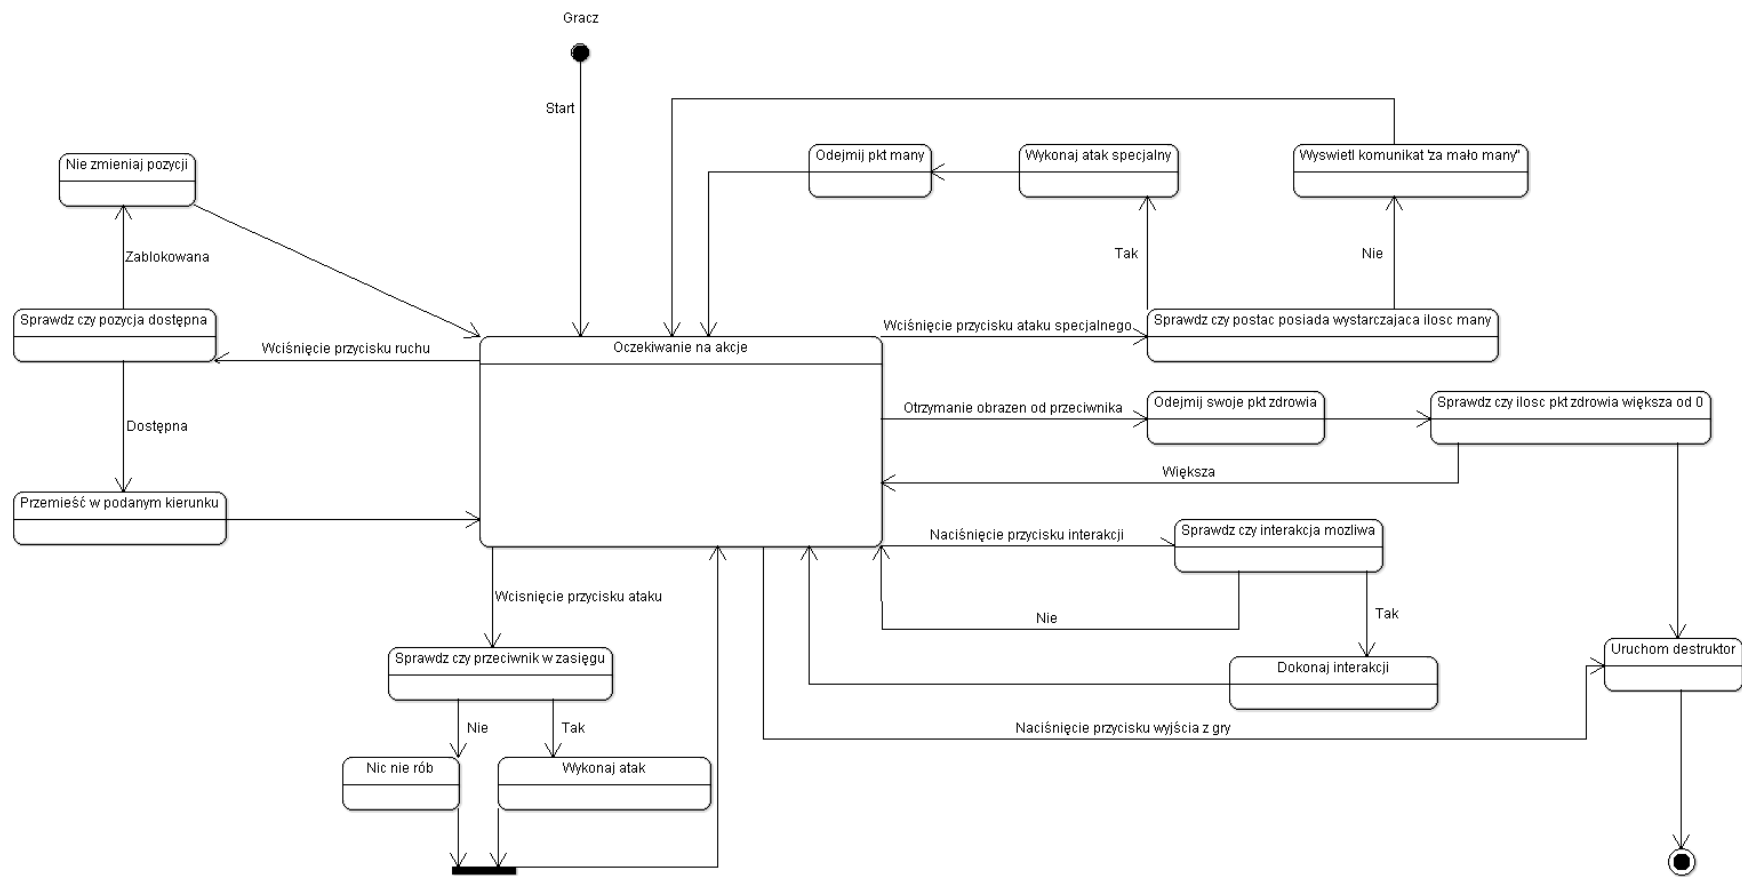 Gracz
Start
Nie zmieniaj pozycji
Odejmij pkt many
Wykonaj atak specjalny
Wyswietl komunikat 'za mało many"
Zablokowana
Tak
Nie
Sprawdz czy pozycja dostępna
Wciśnięcie przycisku ruchu
Oczekiwanie na akcje
Wciśnięcie przycisku ataku specjalnego
Sprawdz czy postac posiada wystarczajaca ilosc many
Otrzymanie obrazen od przeciwnika
Odejmij swoje pkt zdrowia
Sprawdz czy ilosc pkt zdrowia większa od 0
Dostępna
Większa
Przemieść w podanym kierunku
Naciśnięcie przycisku interakcji
Sprawdz czy interakcja mozliwa
Wcisnięcie przycisku ataku
Nie
Tak
Sprawdz czy przeciwnik w zasięgu
Dokonaj interakcji
Uruchom destruktor
Nie
Tak
Naciśnięcie przycisku wyjścia z gry
Nic nie rób
Wykonaj atak